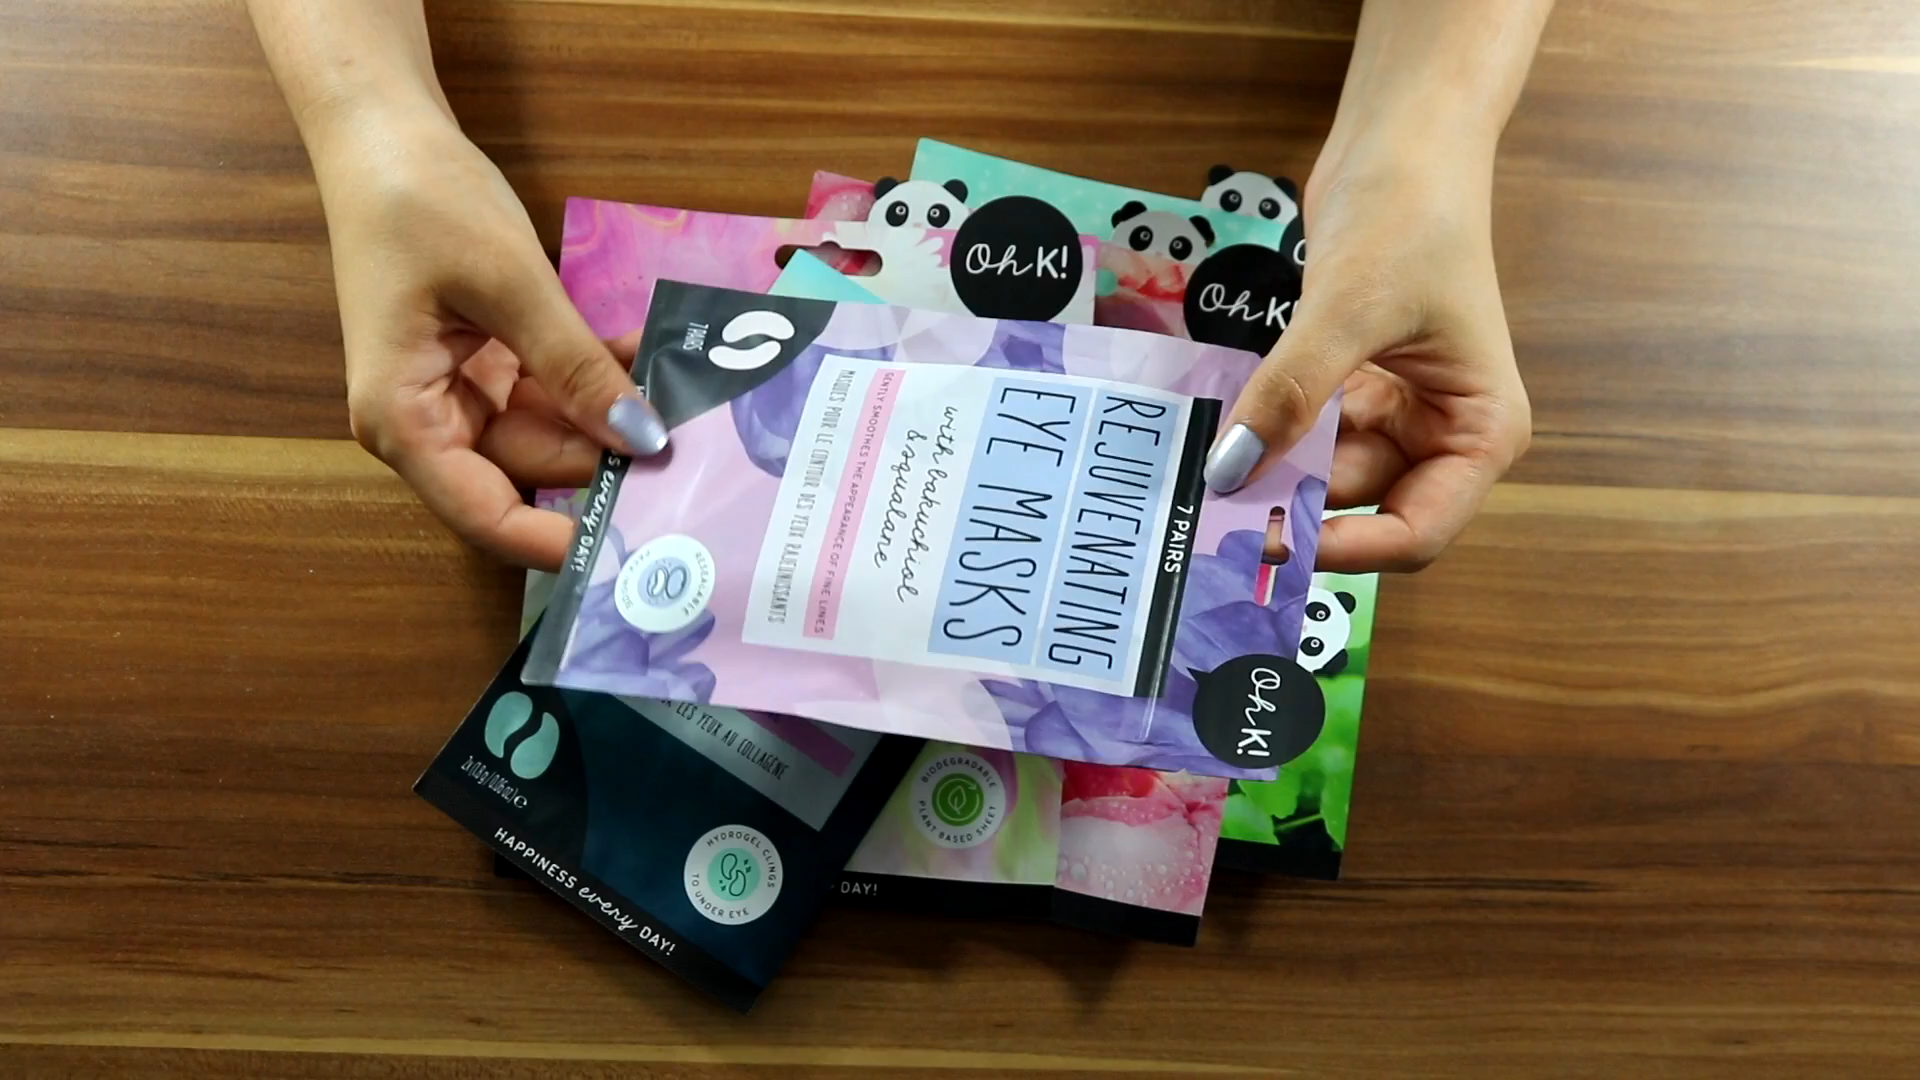 Oh K!
Oh K!
7 PAIRS
REJUVENATING
EYE MASKS
with bakuchiol
& squalane
GENTLY SMOOTHES THE APPEARANCE OF FINE LINES
MASQUES POUR LE CONTOUR DES YEUX RAJEUNISSANTS
7 PAIRS
RESEALABLE
every DAY!
Oh K!
LES YEUX AU COLLAGÈNE
HYDROGEL CLINGS
TO UNDER EYE
HAPPINESS every DAY!
BIODEGRADABLE
PLANT BASED SHEET
DAY!